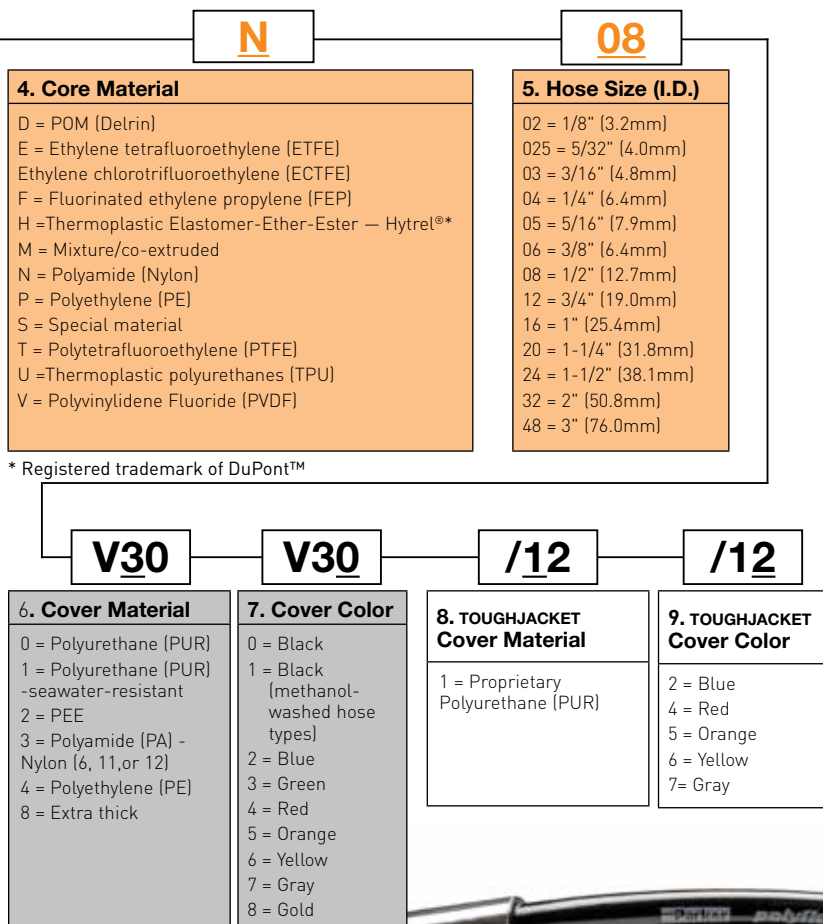 N
08
4. Core Material
D = POM (Delrin)
E = Ethylene tetrafluoroethylene (ETFE)
Ethylene chlorotrifluoroethylene (ECTFE)
F = Fluorinated ethylene propylene (FEP)
H =Thermoplastic Elastomer-Ether-Ester — Hytrel®*
M = Mixture/co-extruded
N = Polyamide (Nylon)
P = Polyethylene (PE)
S = Special material
T = Polytetrafluoroethylene (PTFE)
U =Thermoplastic polyurethanes (TPU)
V = Polyvinylidene Fluoride (PVDF)
5. Hose Size (I.D.)
02 = 1/8" (3.2mm)
025 = 5/32" (4.0mm)
03 = 3/16" (4.8mm)
04 = 1/4" (6.4mm)
05 = 5/16" (7.9mm)
06 = 3/8" (6.4mm)
08 = 1/2" (12.7mm)
12 = 3/4" (19.0mm)
16 = 1" (25.4mm)
20 = 1-1/4" (31.8mm)
24 = 1-1/2" (38.1mm)
32 = 2" (50.8mm)
48 = 3" (76.0mm)
* Registered trademark of DuPont™
V30
V30
/12
/12
6. Cover Material
0 = Polyurethane (PUR)
1 = Polyurethane (PUR)
-seawater-resistant
2 = PEE
3 = Polyamide (PA) -
Nylon (6, 11,or 12)
4 = Polyethylene (PE)
8 = Extra thick
7. Cover Color
0 = Black
1 = Black
(methanol-
washed hose
types)
2 = Blue
3 = Green
4 = Red
5 = Orange
6 = Yellow
7 = Gray
8 = Gold
8. TOUGHJACKET
Cover Material
1 = Proprietary
Polyurethane (PUR)
9. TOUGHJACKET
Cover Color
2 = Blue
4 = Red
5 = Orange
6 = Yellow
7= Gray
Parker